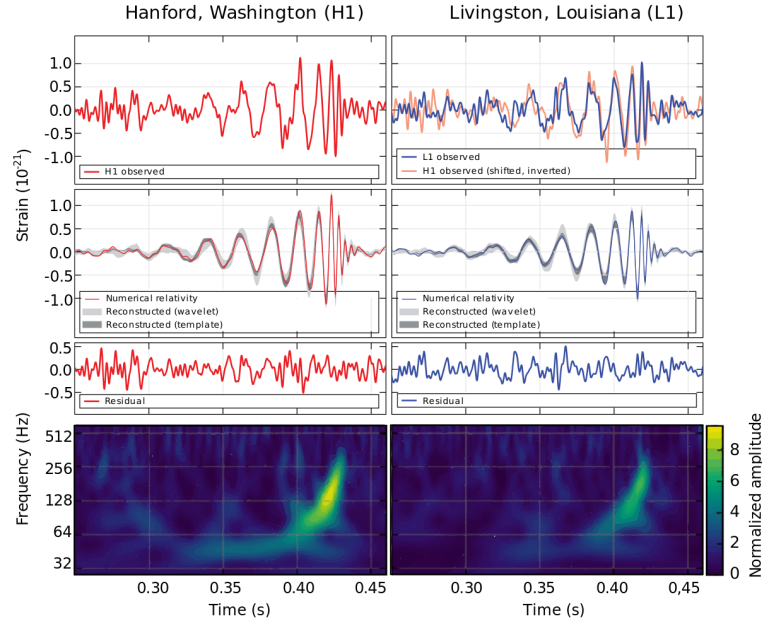 Hanford, Washington (H1)
Livingston, Louisiana (L1)
Strain (10⁻²¹)
1.0
0.5
0.0
-0.5
-1.0
H1 observed
L1 observed
H1 observed (shifted, inverted)
1.0
0.5
0.0
-0.5
-1.0
Numerical relativity
Reconstructed (wavelet)
Reconstructed (template)
Numerical relativity
Reconstructed (wavelet)
Reconstructed (template)
0.5
0.0
-0.5
Residual
Residual
Frequency (Hz)
512
256
128
64
32
Normalized amplitude
8
6
4
2
0
0.30
0.35
0.40
0.45
0.30
0.35
0.40
0,45
Time (s)
Time (s)